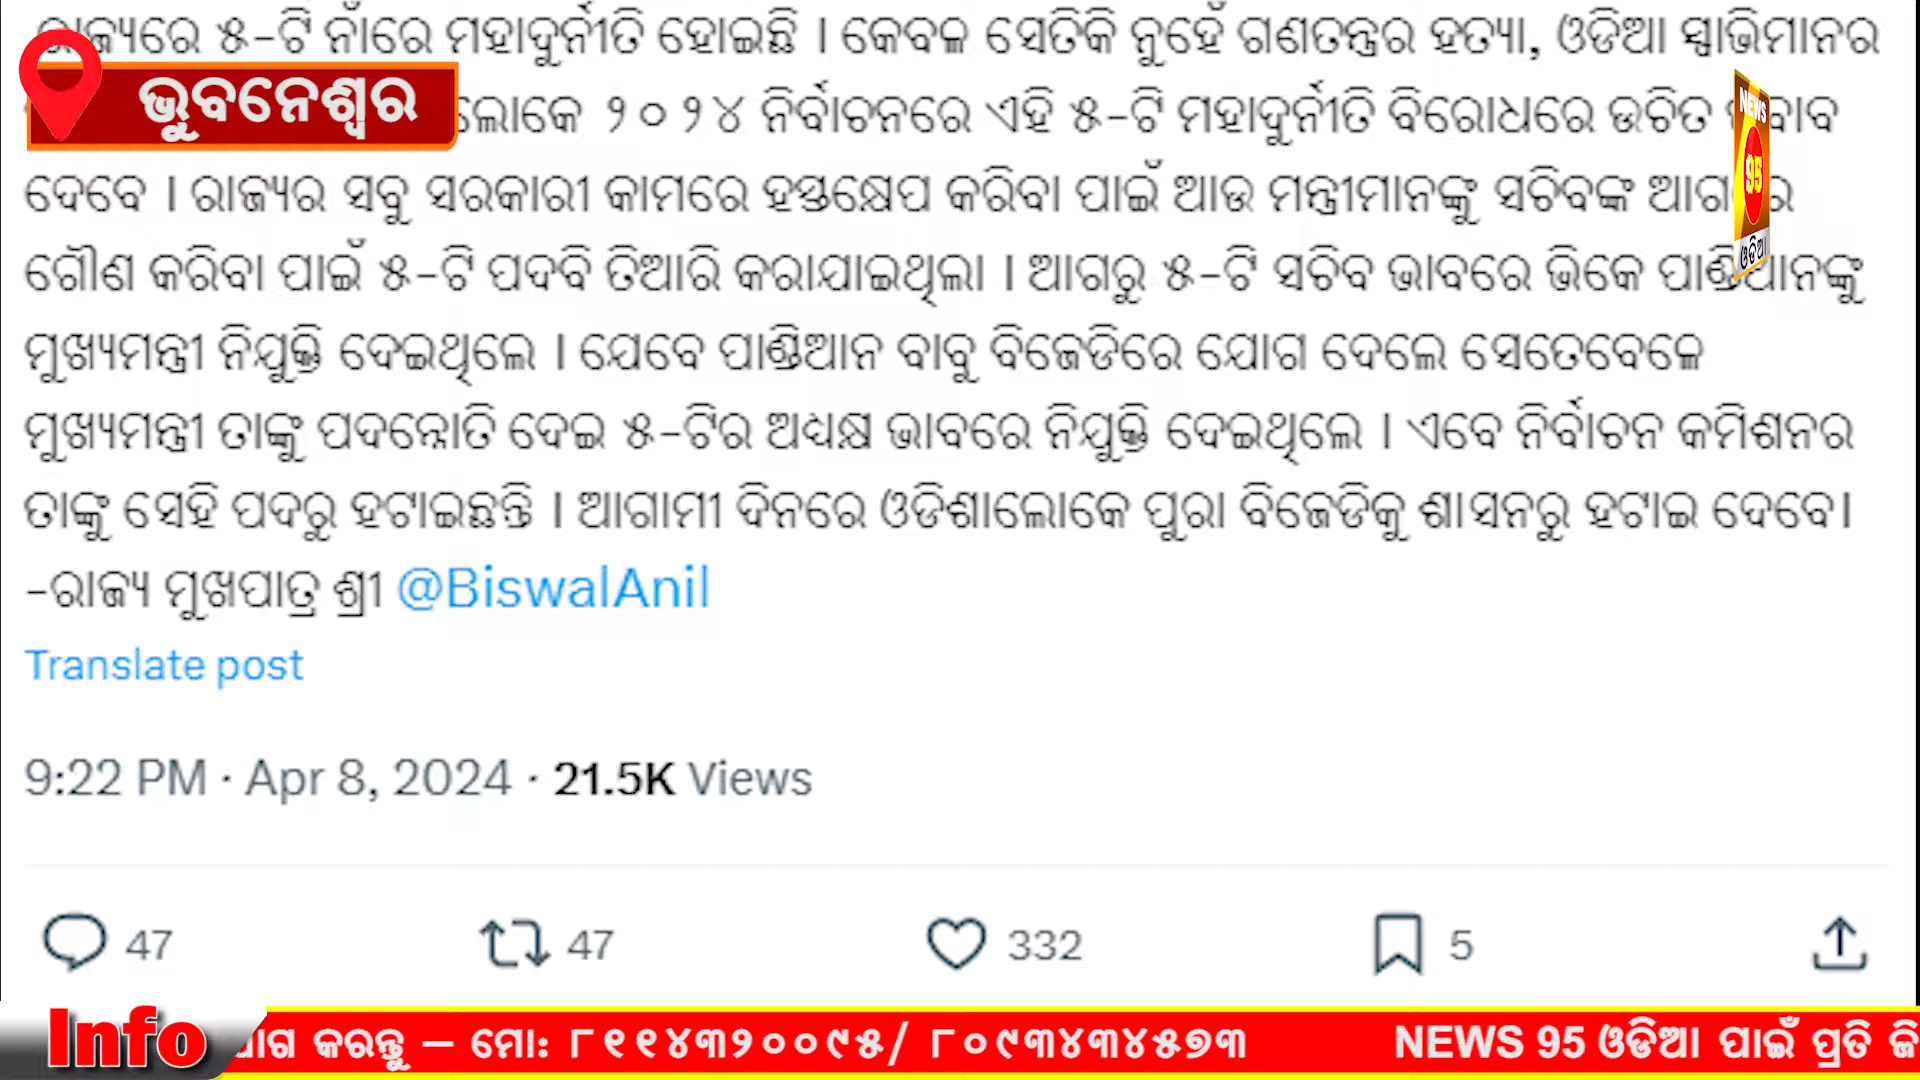 ରାଜ୍ୟରେ ୫-ଟି ନାଁରେ ମହାଦୁର୍ନୀତି ହୋଇଛି । କେବଳ ସେତିକି ନୁହେଁ ଗଣତନ୍ତ୍ରର ହତ୍ୟା, ଓଡିଆ ସ୍ୱାଭିମାନର
ଭୁବନେଶ୍ୱର
ଲୋକେ ୨୦୨୪ ନିର୍ବାଚନରେ ଏହି ୫-ଟି ମହାଦୁର୍ନୀତି ବିରୋଧରେ ଉଚିତ
NEWS
95
ଓଡିଆ
ଦେବେ । ରାଜ୍ୟର ସବୁ ସରକାରୀ କାମରେ ହସ୍ତକ୍ଷେପ କରିବା ପାଇଁ ଆଉ ମନ୍ତ୍ରୀମାନଙ୍କୁ ସଚିବଙ୍କ
ଗୌଣ କରିବା ପାଇଁ ୫-ଟି ପଦବି ତିଆରି କରାଯାଇଥିଲା । ଆଗରୁ ୫-ଟି ସଚିବ ଭାବରେ ଭିକେ ପାଣ୍ଡିଆନଙ୍କୁ
ମୁଖ୍ୟମନ୍ତ୍ରୀ ନିଯୁକ୍ତି ଦେଇଥିଲେ । ଯେବେ ପାଣ୍ଡିଆନ ବାବୁ ବିଜେଡିରେ ଯୋଗ ଦେଲେ ସେତେବେଳେ
ମୁଖ୍ୟମନ୍ତ୍ରୀ ତାଙ୍କୁ ପଦନ୍ନୋତି ଦେଇ ୫-ଟିର ଅଧ୍ୟକ୍ଷ ଭାବରେ ନିଯୁକ୍ତି ଦେଇଥିଲେ । ଏବେ ନିର୍ବାଚନ କମିଶନର
ତାଙ୍କୁ ସେହି ପଦରୁ ହଟାଇଛନ୍ତି । ଆଗାମୀ ଦିନରେ ଓଡିଶାଲୋକେ ପୁରା ବିଜେଡିକୁ ଶାସନରୁ ହଟାଇ ଦେବେ।
-ରାଜ୍ୟ ମୁଖପାତ୍ର ଶ୍ରୀ @BiswalAnil
Translate post
9:22 PM · Apr 8, 2024 · 21.5K Views
47 47 332 5
Info କରନ୍ତୁ – ମୋ: ୮୧୧୪୩୨୦୦୯୫/ ୮୦୯୩୪୩୪୫୭୩ NEWS 95 ଓଡିଆ ପାଇଁ ପ୍ରତି